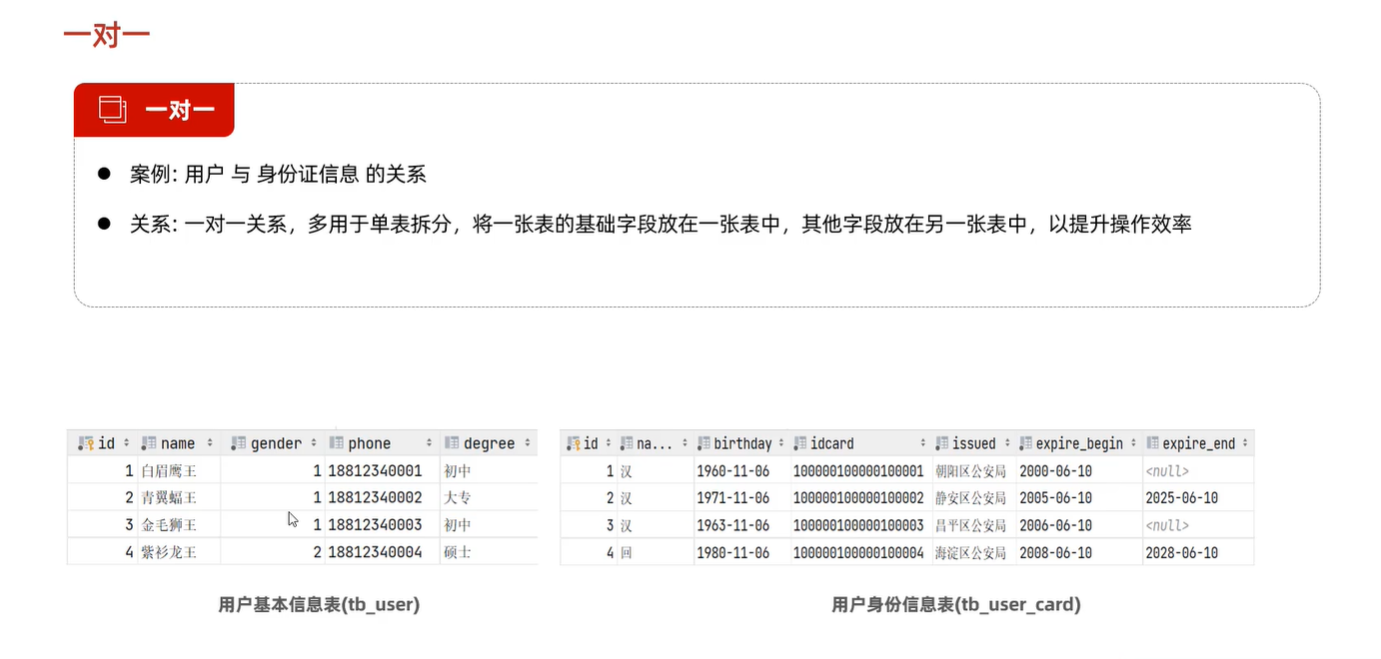 一对一
一对一
● 案例: 用户 与 身份证信息 的关系
● 关系: 一对一关系，多用于单表拆分，将一张表的基础字段放在一张表中，其他字段放在另一张表中，以提升操作效率
id name gender phone degree
1 白眉鹰王 1 18812340001 初中
2 青翼蝠王 1 18812340002 大专
3 金毛狮王 1 18812340003 初中
4 紫衫龙王 2 18812340004 硕士
用户基本信息表(tb_user)
id na... birthday idcard issued expire_begin expire_end
1 汉 1960-11-06 100000100000100001 朝阳区公安局 2000-06-10 <null>
2 汉 1971-11-06 100000100000100002 静安区公安局 2005-06-10 2025-06-10
3 汉 1963-11-06 100000100000100003 昌平区公安局 2006-06-10 <null>
4 回 1980-11-06 100000100000100004 海淀区公安局 2008-06-10 2028-06-10
用户身份信息表(tb_user_card)